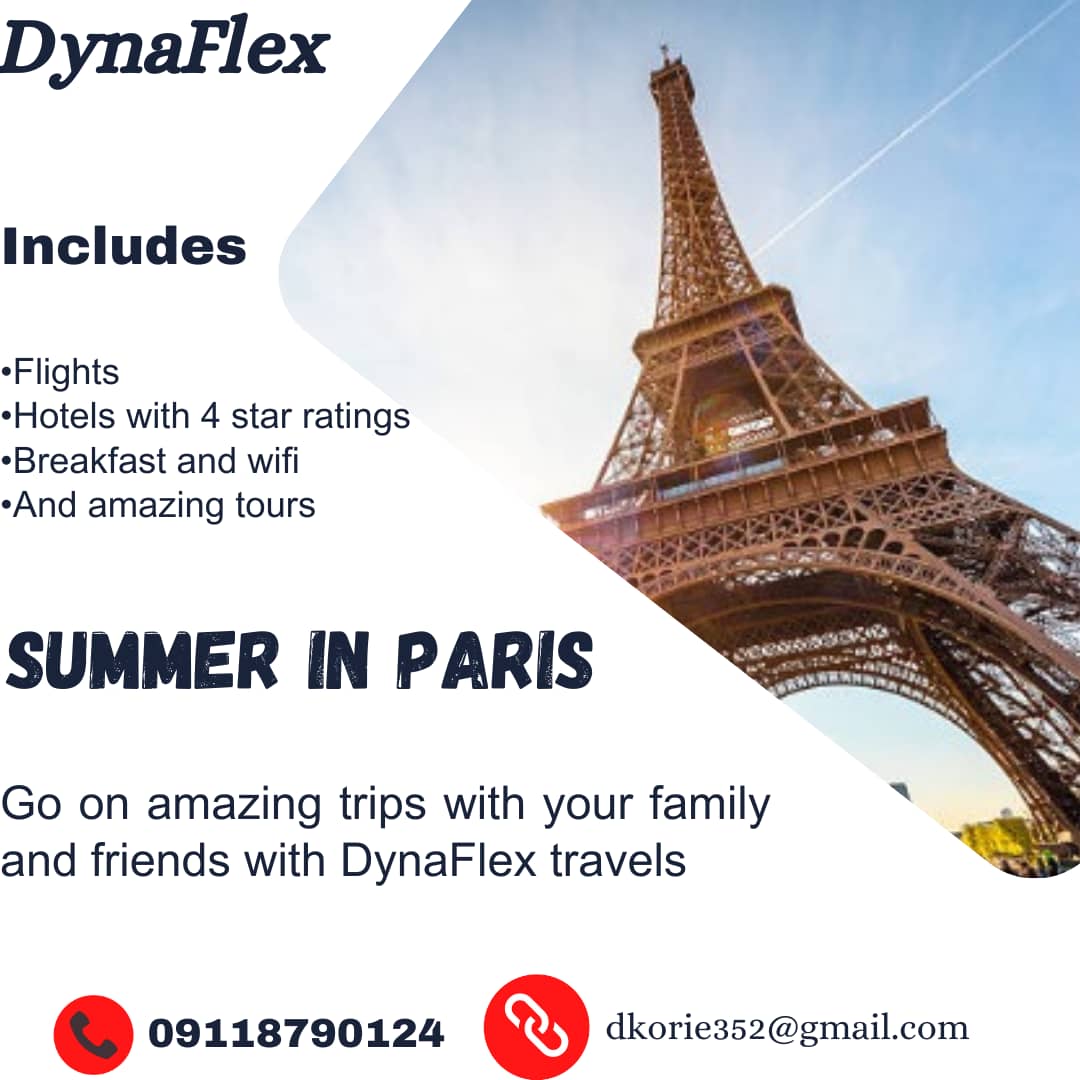 DynaFlex
Includes
•Flights
•Hotels with 4 star ratings
•Breakfast and wifi
•And amazing tours
SUMMER IN PARIS
Go on amazing trips with your family
and friends with DynaFlex travels
09118790124
dkorie352@gmail.com